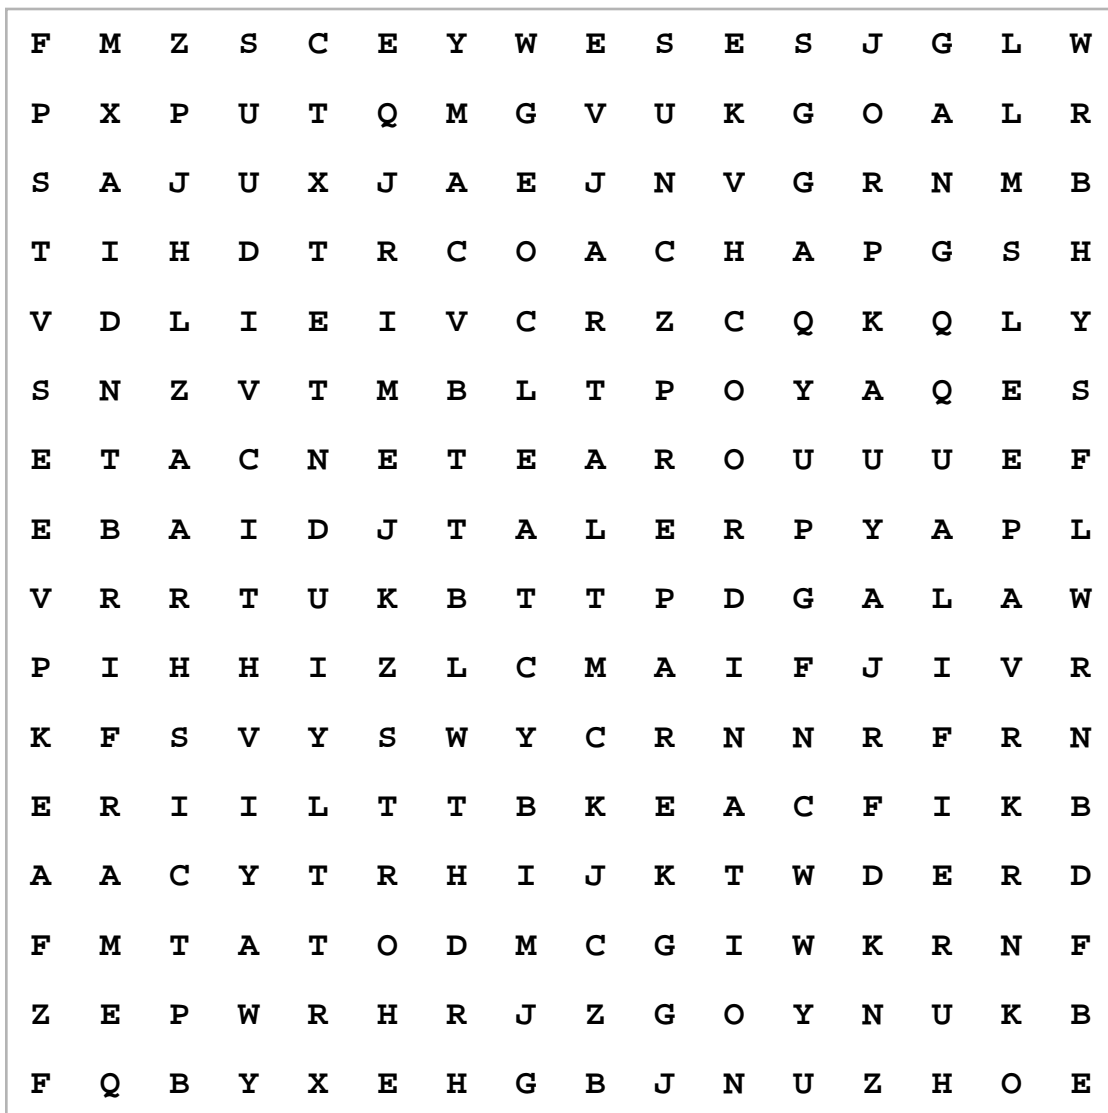 F M Z S C E Y W E S E S J G L W
P X P U T Q M G V U K G O A L R
S A J U X J A E J N V G R N M B
T I H D T R C O A C H A P G S H
V D L I E I V C R Z C Q K Q L Y
S N Z V T M B L T P O Y A Q E S
E T A C N E T E A R O U U U E F
E B A I D J T A L E R P Y A P L
V R R T U K B T T P D G A L A W
P I H H I Z L C M A I F J I V R
K F S V Y S W Y C R N N R F R N
E R I I L T T B K E A C F I K B
A A C Y T R H I J K T W D E R D
F M T A T O D M C G I W K R N F
Z E P W R H R J Z G O Y N U K B
F Q B Y X E H G B J N U Z H O E